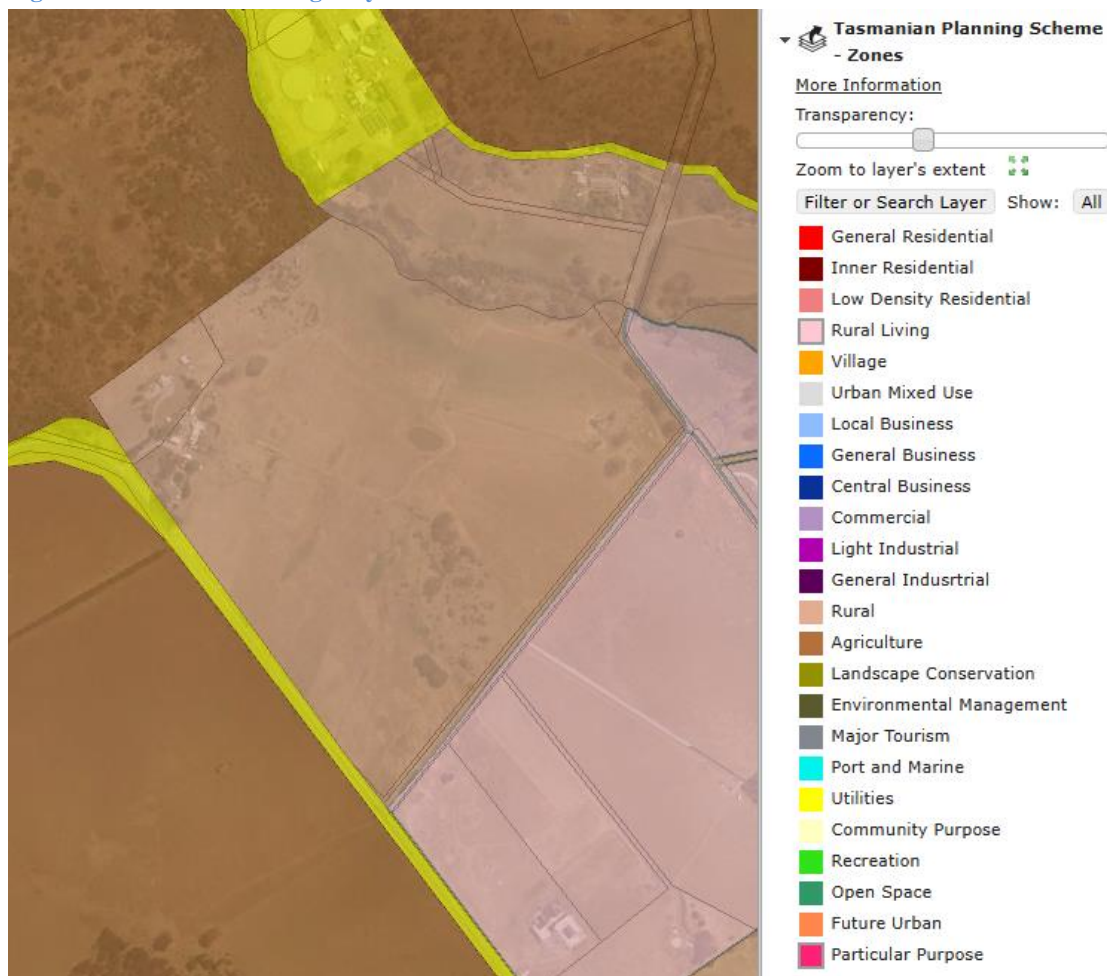 Tasmanian Planning Scheme
- Zones
More Information
Transparency:
Zoom to layer's extent
Filter or Search Layer Show: All
General Residential
Inner Residential
Low Density Residential
Rural Living
Village
Urban Mixed Use
Local Business
General Business
Central Business
Commercial
Light Industrial
General Indusrtrial
Rural
Agriculture
Landscape Conservation
Environmental Management
Major Tourism
Port and Marine
Utilities
Community Purpose
Recreation
Open Space
Future Urban
Particular Purpose